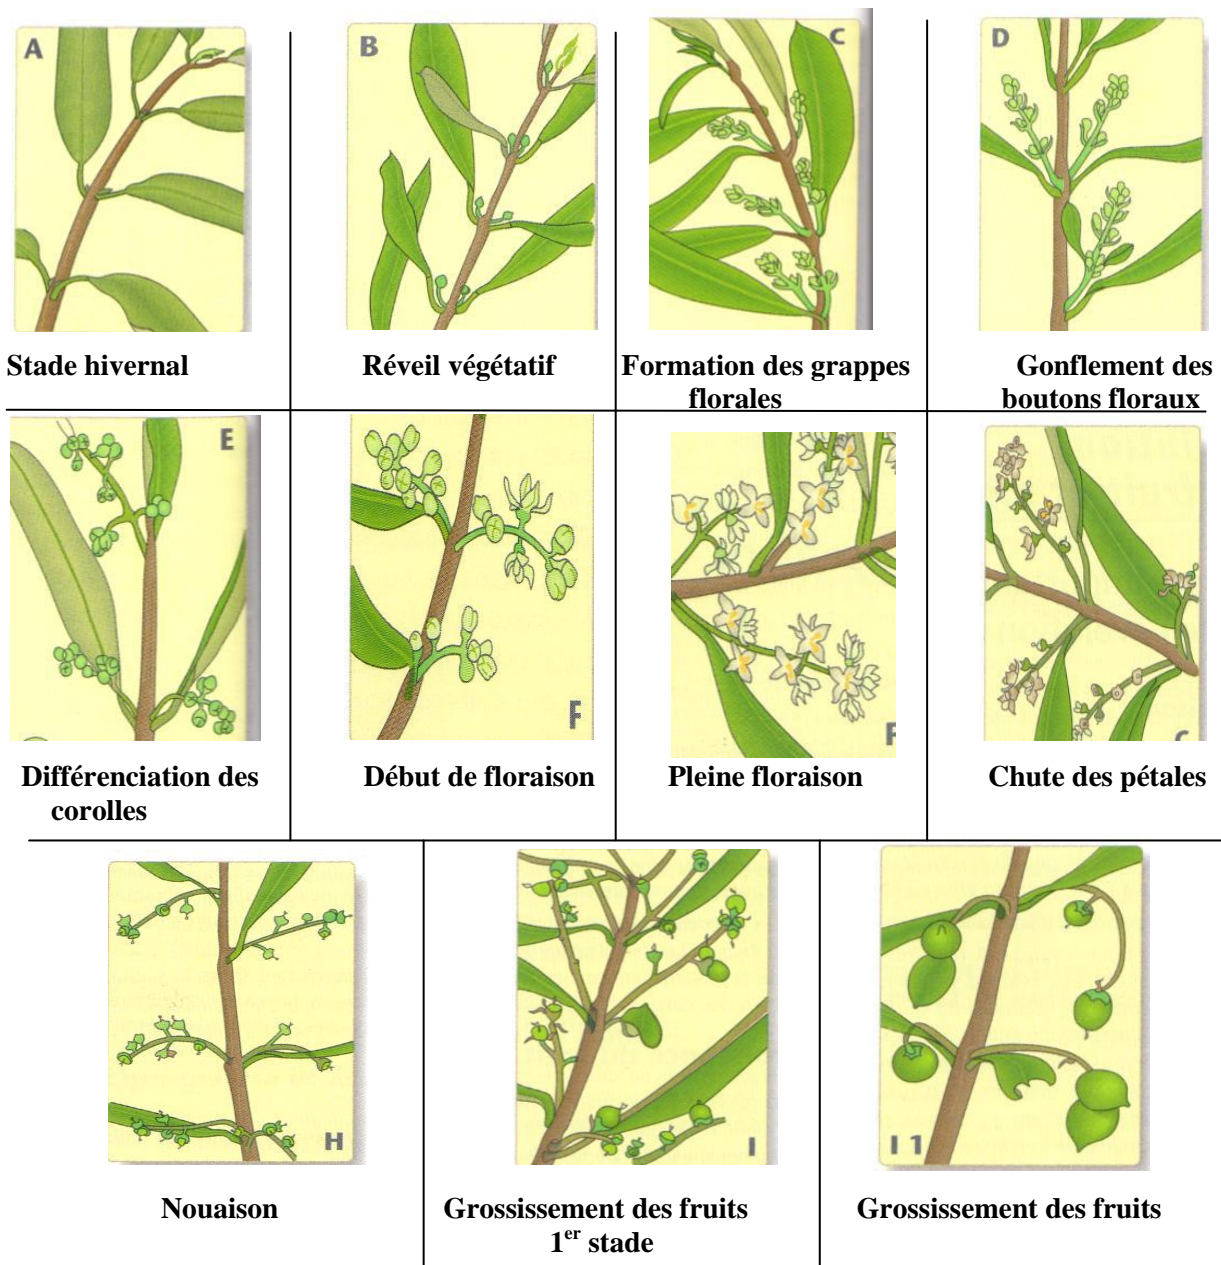 A
B
C
D
Stade hivernal
Réveil végétatif
Formation des grappes
florales
Gonflement des
boutons floraux
E
F
F
Différenciation des
corolles
Début de floraison
Pleine floraison
Chute des pétales
H
I
I 1
Nouaison
Grossissement des fruits
1er stade
Grossissement des fruits